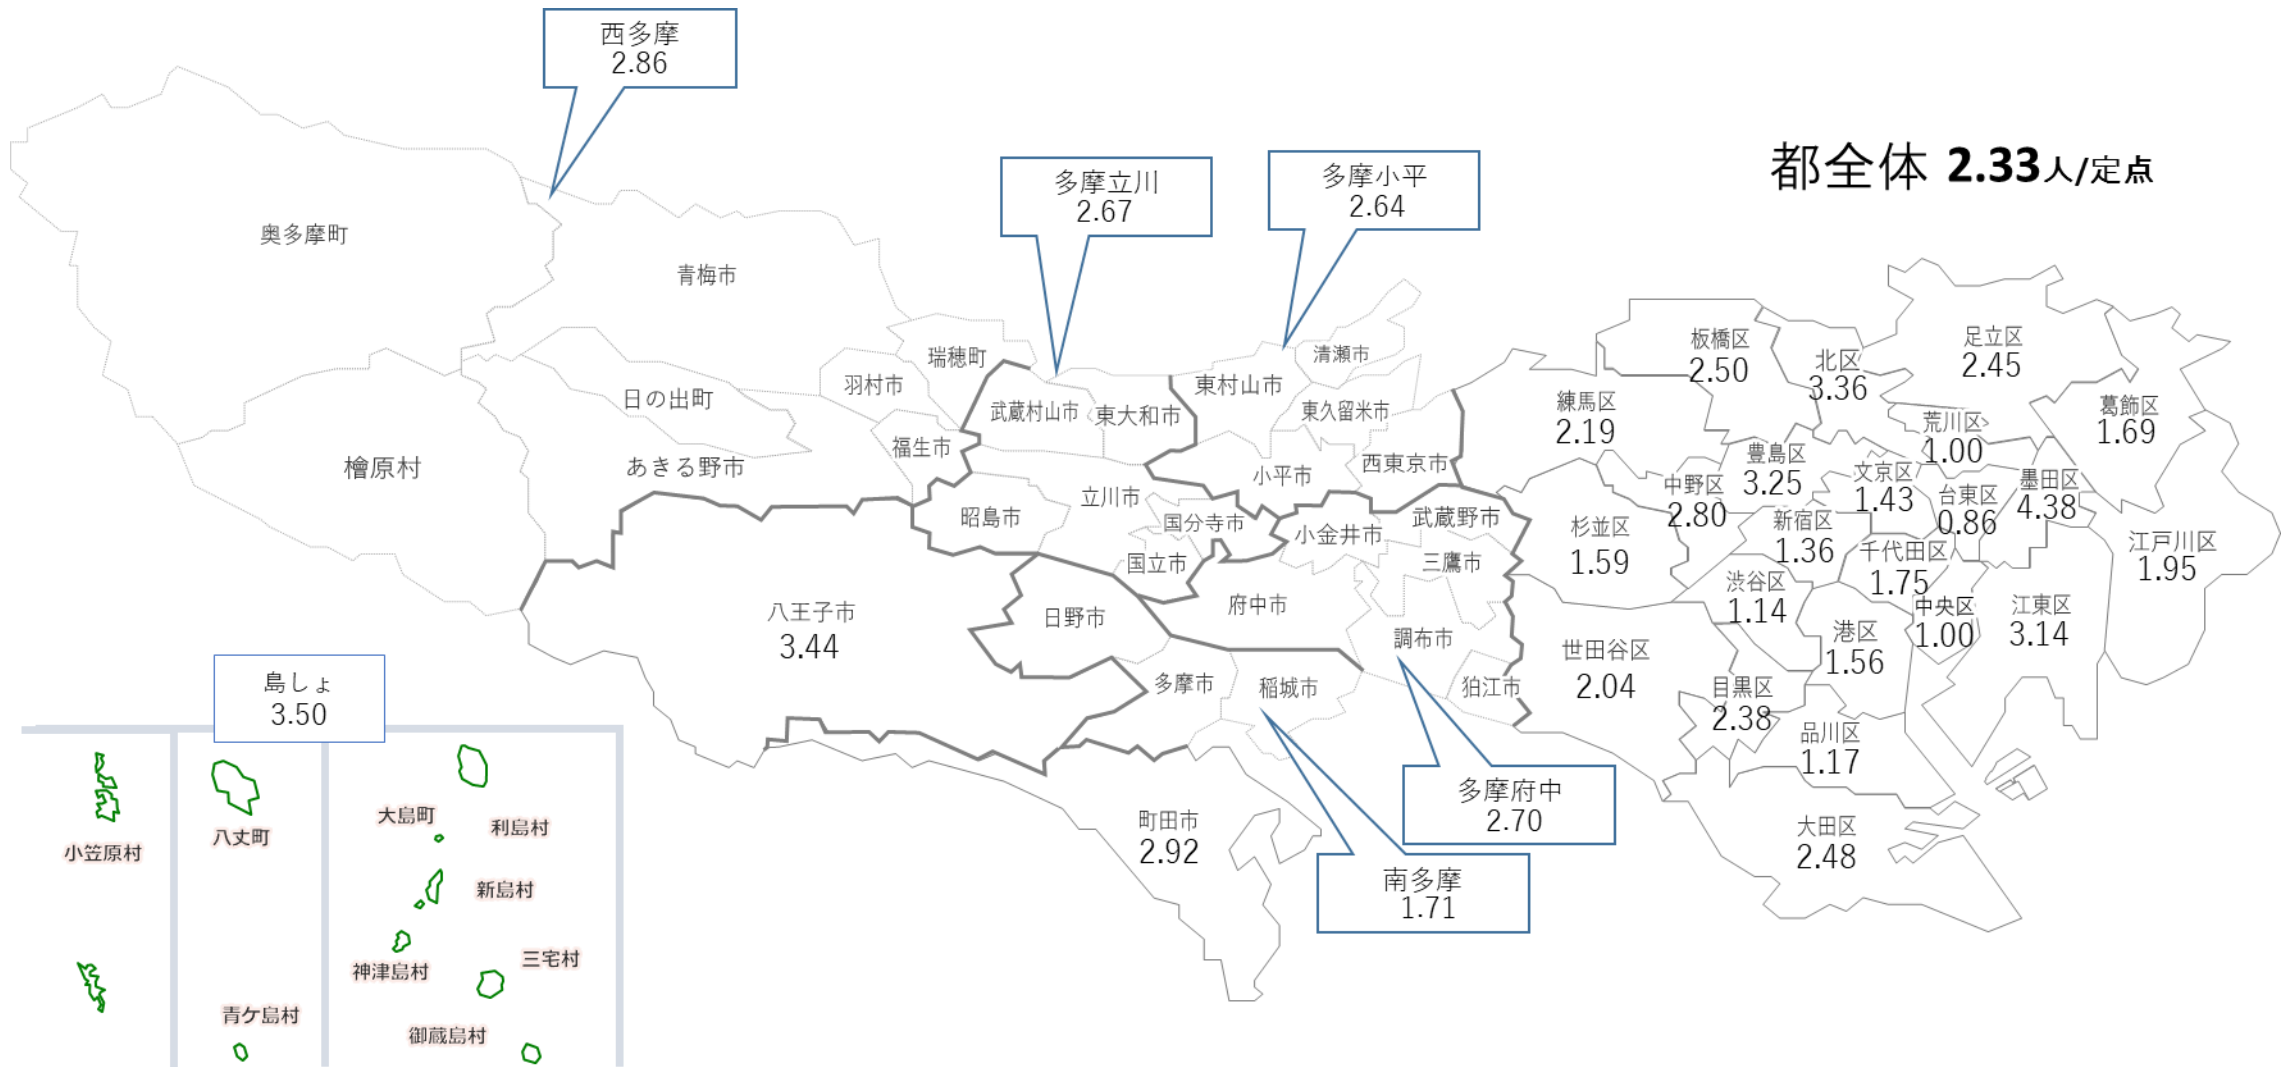 西多摩
2.86
多摩立川
2.67
多摩小平
2.64
都全体 2.33人/定点
奥多摩町
青梅市
瑞穂町
羽村市
日の出町
福生市
あきる野市
檜原村
武蔵村山市
東大和市
東村山市
清瀬市
東久留米市
小平市
西東京市
立川市
昭島市
国分寺市
国立市
小金井市
武蔵野市
三鷹市
府中市
調布市
狛江市
八王子市
3.44
日野市
多摩市
稲城市
町田市
2.92
多摩府中
2.70
南多摩
1.71
板橋区
2.50
北区
3.36
足立区
2.45
葛飾区
1.69
練馬区
2.19
荒川区
1.00
豊島区
3.25
文京区
1.43
台東区
0.86
墨田区
4.38
中野区
2.80
杉並区
1.59
新宿区
1.36
千代田区
1.75
江戸川区
1.95
渋谷区
1.14
中央区
1.00
江東区
3.14
港区
1.56
世田谷区
2.04
目黒区
2.38
品川区
1.17
大田区
2.48
島しょ
3.50
小笠原村
八丈町
青ケ島村
大島町
利島村
新島村
神津島村
三宅村
御蔵島村